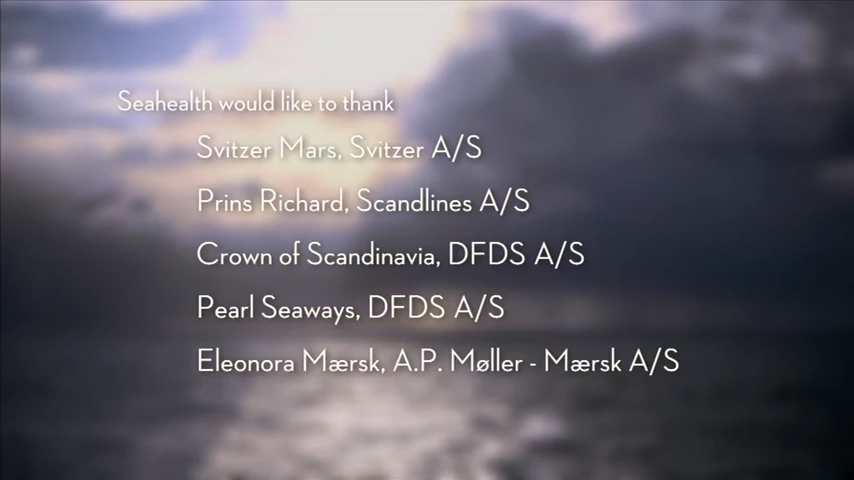 Seahealth would like to thank
Svitzer Mars, Svitzer A/S
Prins Richard, Scandlines A/S
Crown of Scandinavia, DFDS A/S
Pearl Seaways, DFDS A/S
Eleonora Mærsk, A.P. Møller - Mærsk A/S